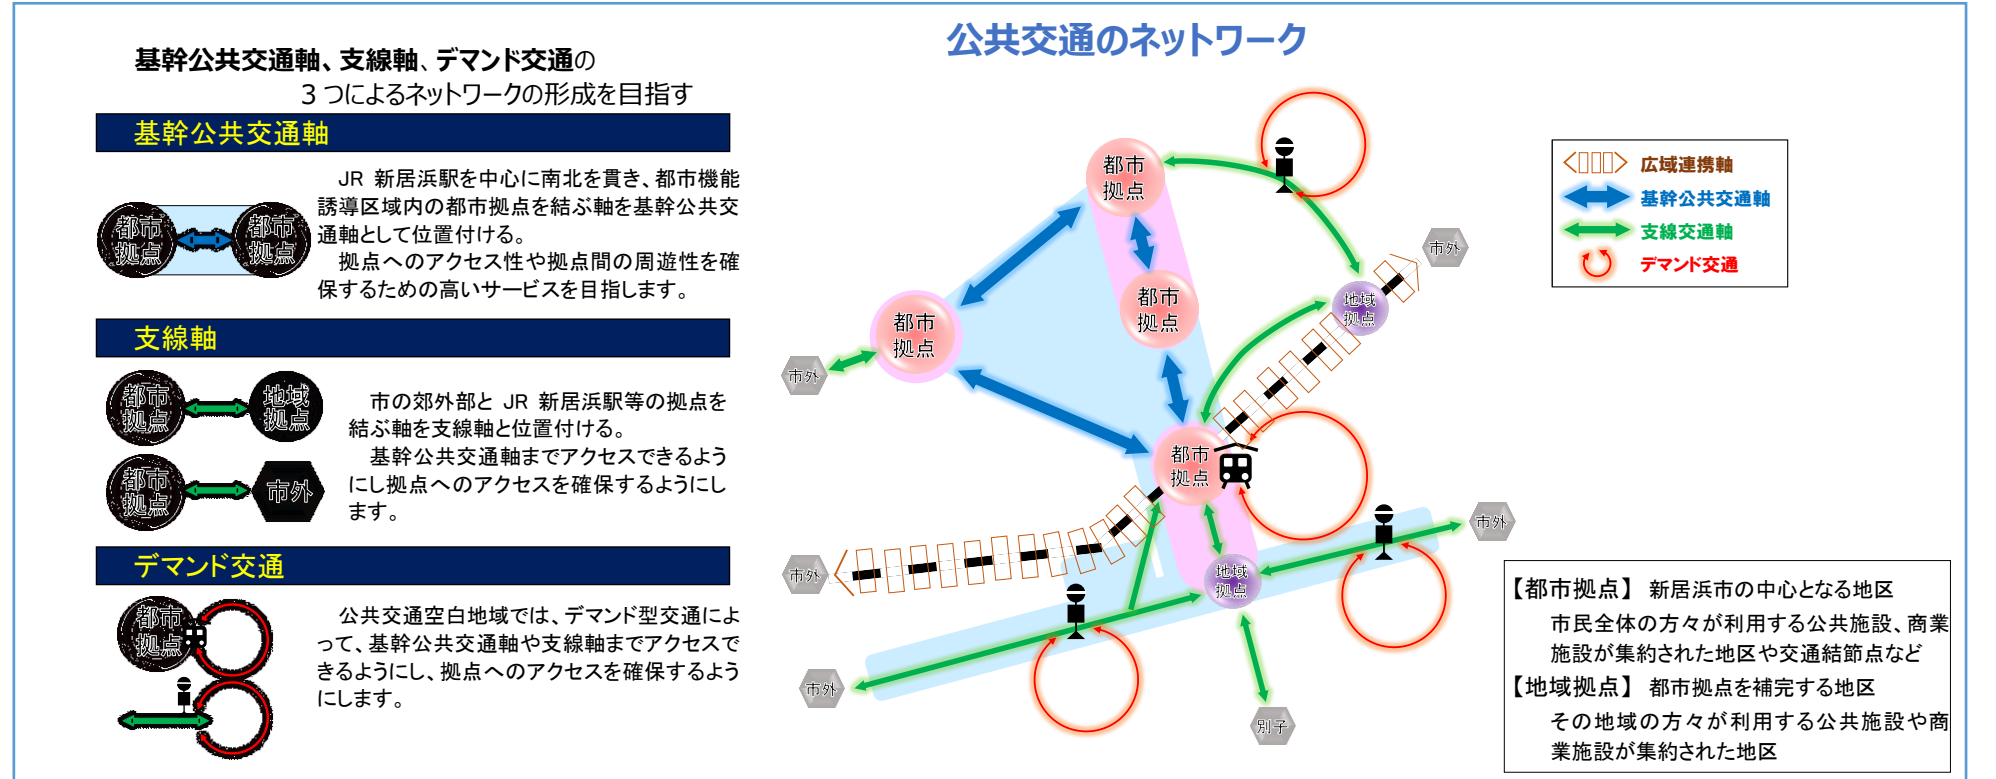 公共交通のネットワーク
基幹公共交通軸、支線軸、デマンド交通の
３つによるネットワークの形成を目指す
基幹公共交通軸
都市
拠点
都市
拠点
JR 新居浜駅を中心に南北を貫き、都市機能
誘導区域内の都市拠点を結ぶ軸を基幹公共交
通軸として位置付ける。
拠点へのアクセス性や拠点間の周遊性を確
保するための高いサービスを目指します。
支線軸
都市
拠点
地域
拠点
都市
拠点
市外
市の郊外部と JR 新居浜駅等の拠点を
結ぶ軸を支線軸と位置付ける。
基幹公共交通軸までアクセスできるよう
にし拠点へのアクセスを確保するようにし
ます。
デマンド交通
都市
拠点
公共交通空白地域では、デマンド型交通によ
って、基幹公共交通軸や支線軸までアクセスで
きるようにし、拠点へのアクセスを確保するよう
にします。
都市
拠点
都市
拠点
都市
拠点
都市
拠点
地域
拠点
地域
拠点
市外
市外
市外
市外
市外
別子
広域連携軸
基幹公共交通軸
支線交通軸
デマンド交通
【都市拠点】 新居浜市の中心となる地区
市民全体の方々が利用する公共施設、商業
施設が集約された地区や交通結節点など
【地域拠点】 都市拠点を補完する地区
その地域の方々が利用する公共施設や商
業施設が集約された地区